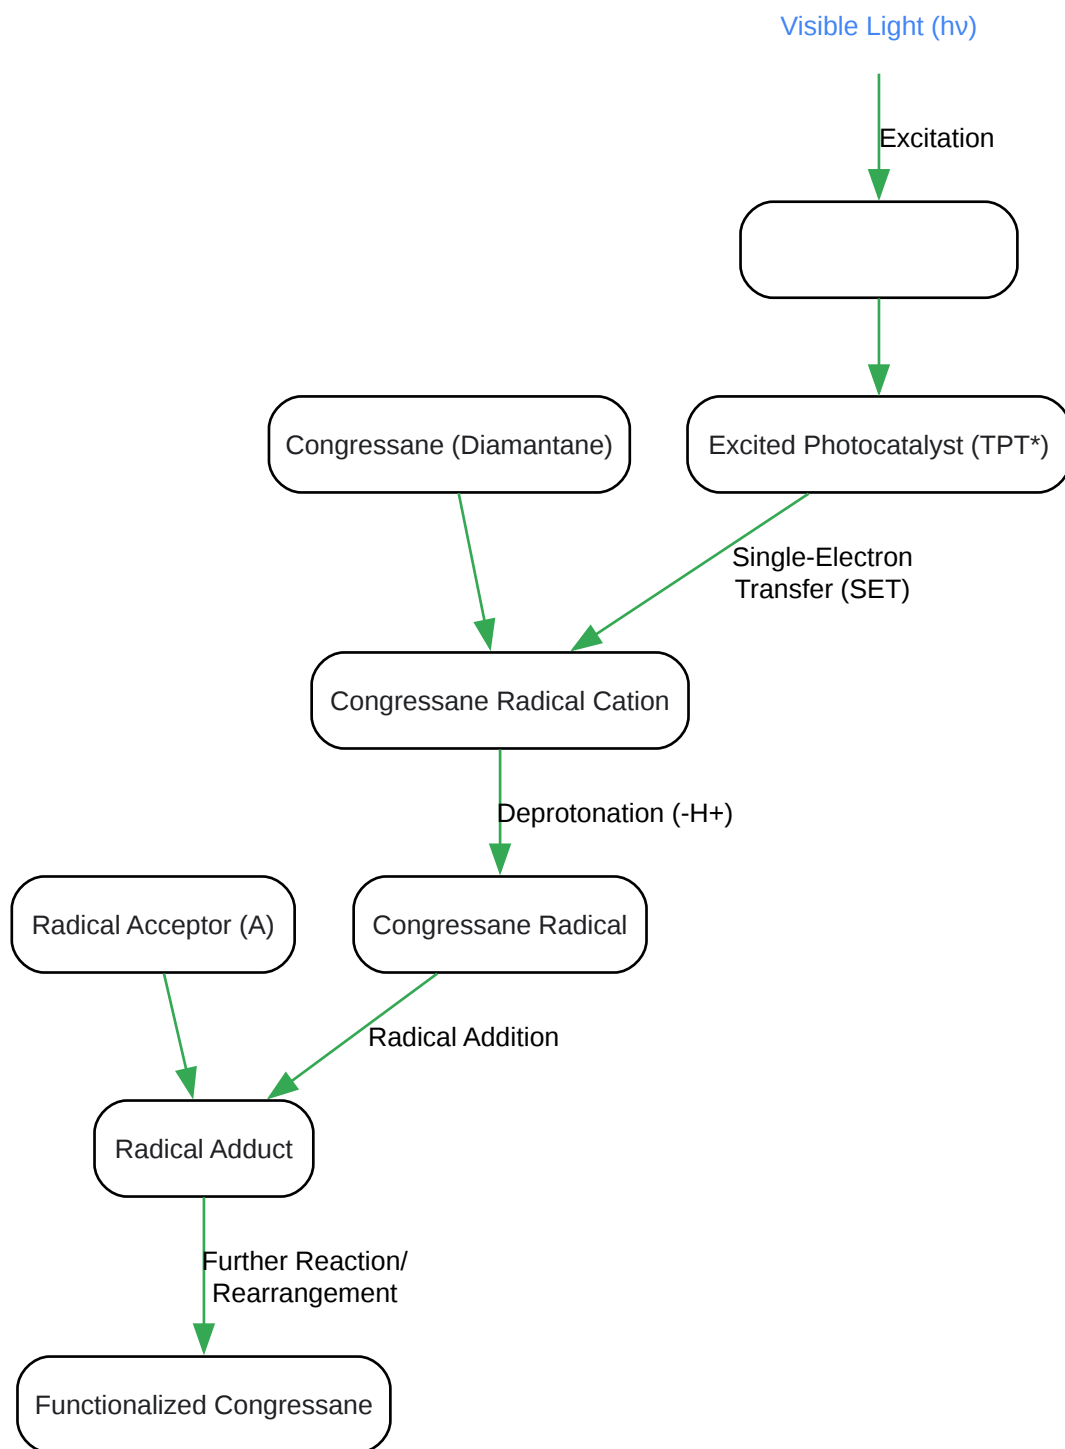 Visible Light (hν)
Excitation
Congressane (Diamantane)
Excited Photocatalyst (TPT*)
Single-Electron
Transfer (SET)
Congressane Radical Cation
Deprotonation (-H+)
Radical Acceptor (A)
Congressane Radical
Radical Addition
Radical Adduct
Further Reaction/
Rearrangement
Functionalized Congressane